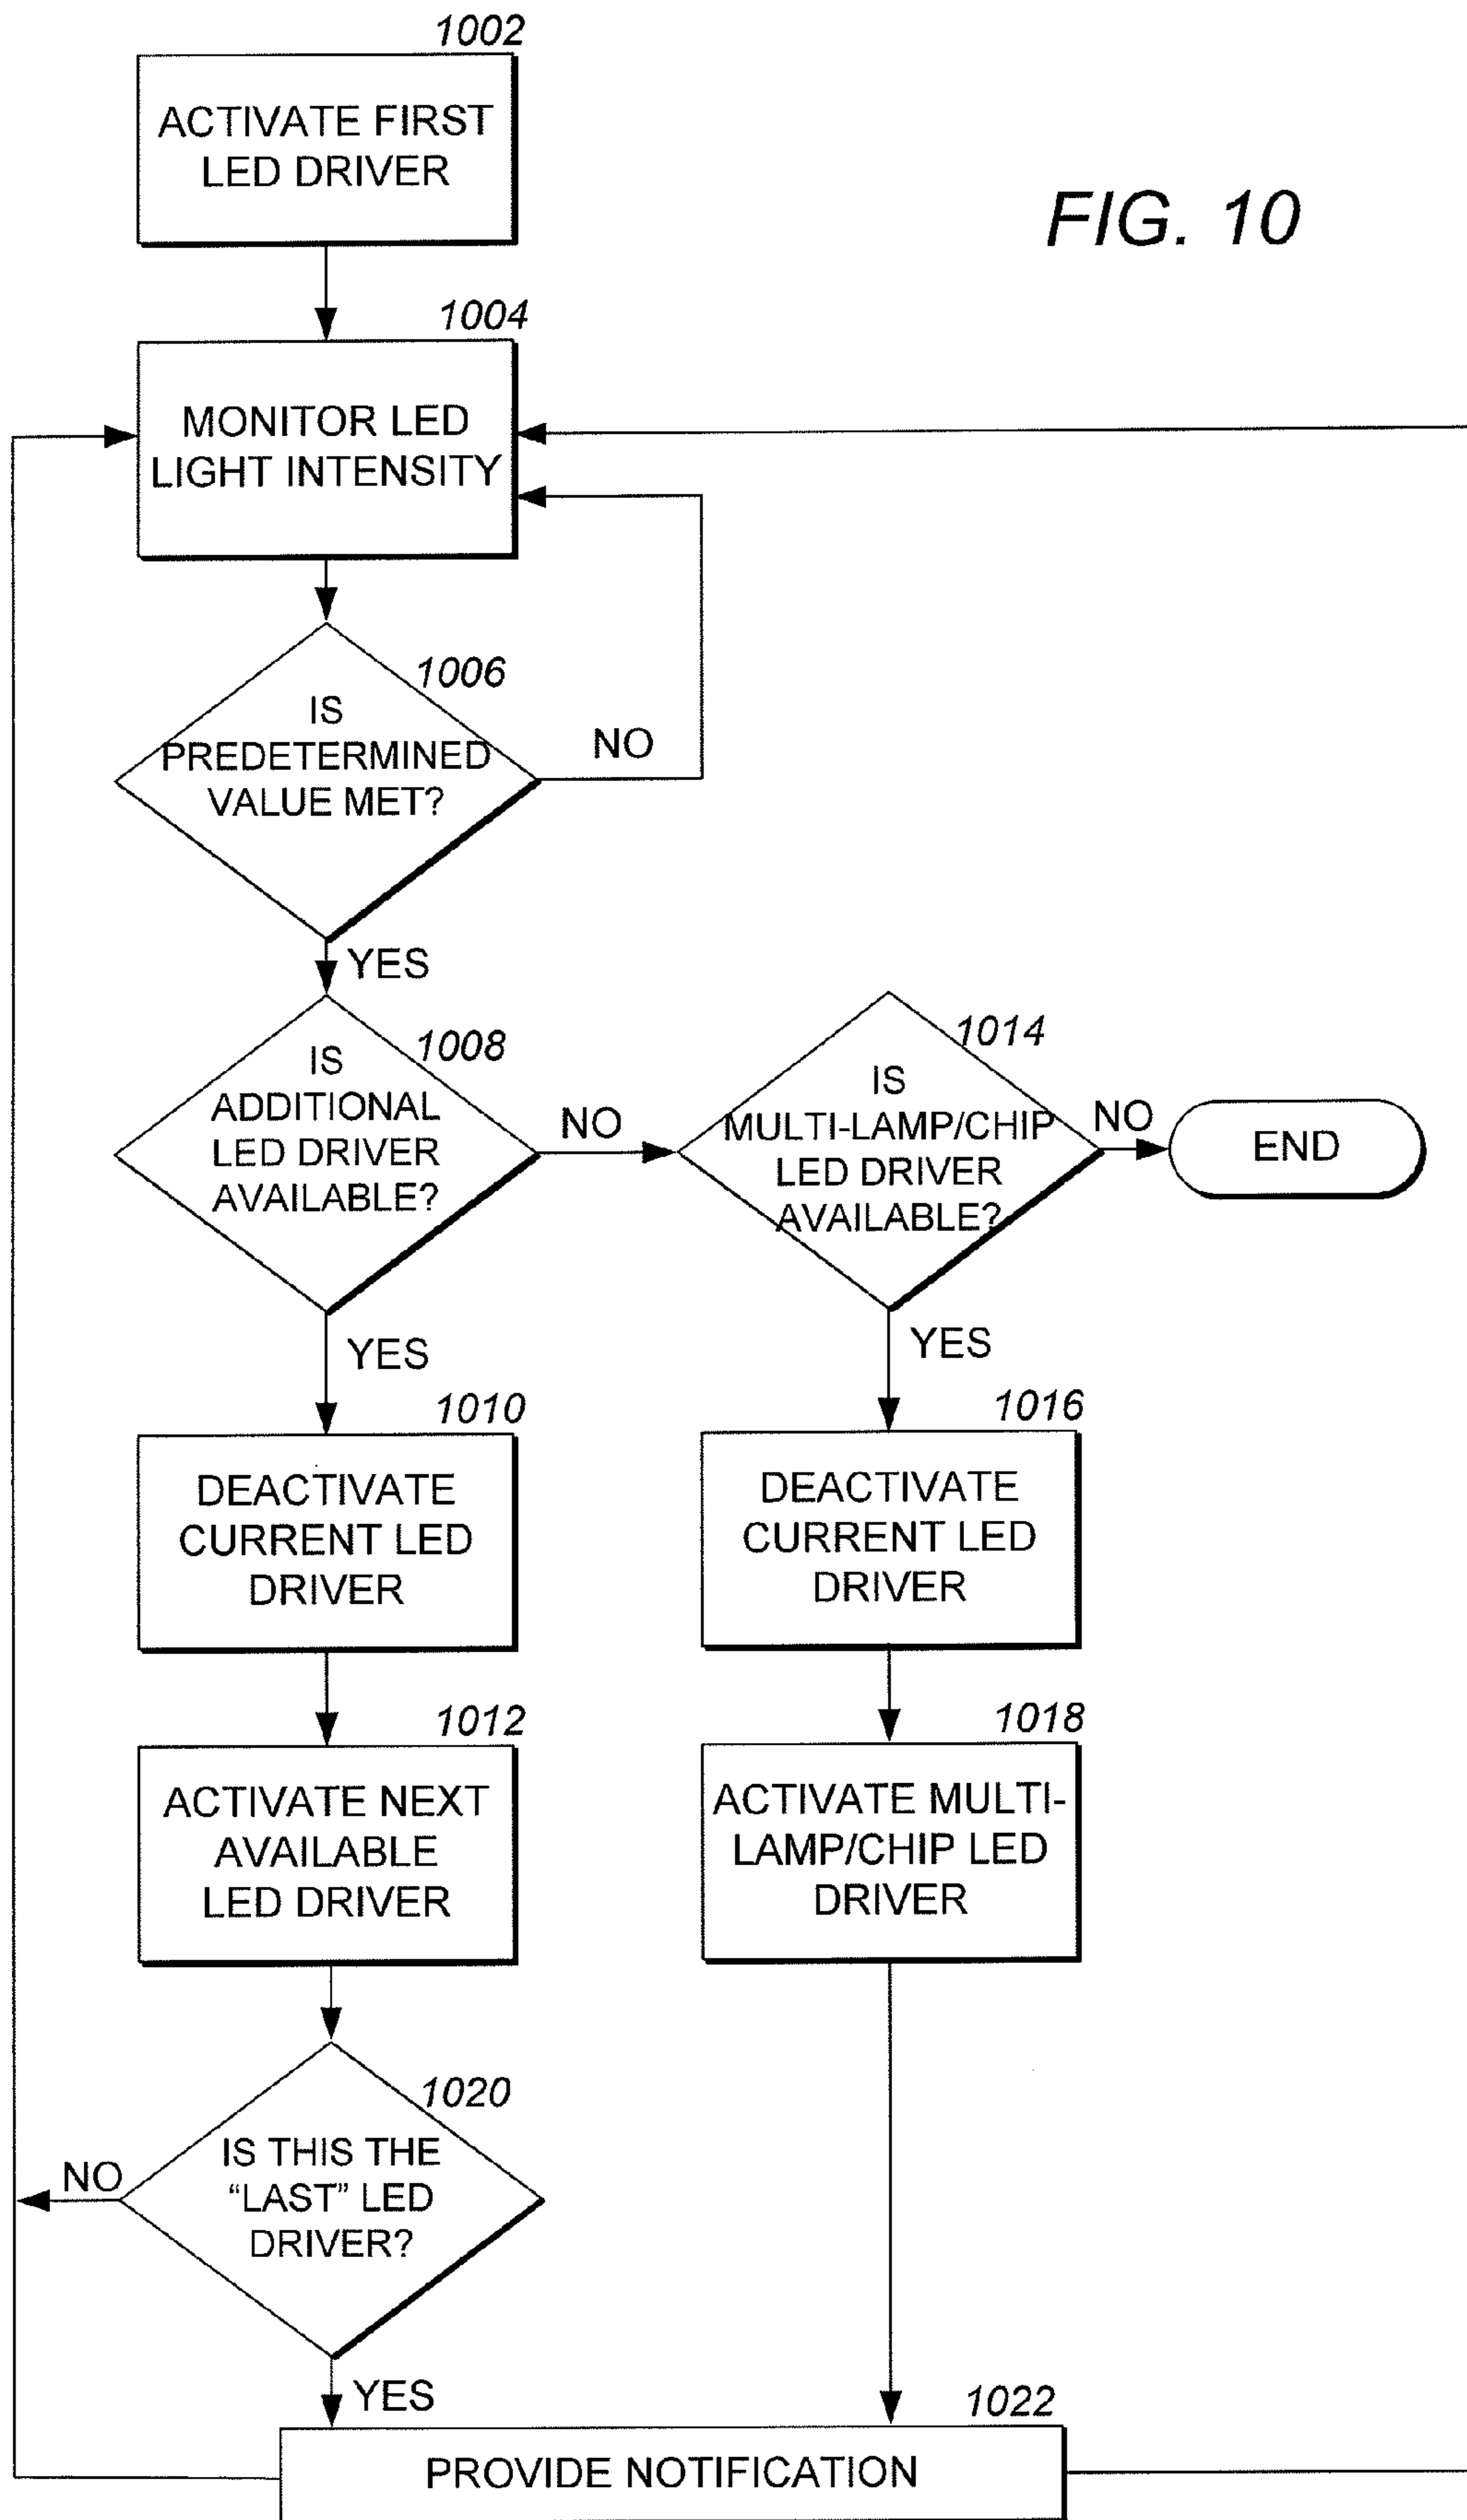 1002
ACTIVATE FIRST
LED DRIVER
FIG. 10
1004
MONITOR LED
LIGHT INTENSITY
1006
IS
PREDETERMINED
VALUE MET?
NO
YES
1008
IS
ADDITIONAL
LED DRIVER
AVAILABLE?
NO
1014
IS
MULTI-LAMP/CHIP
LED DRIVER
AVAILABLE?
NO
END
YES
YES
1010
DEACTIVATE
CURRENT LED
DRIVER
1016
DEACTIVATE
CURRENT LED
DRIVER
1012
ACTIVATE NEXT
AVAILABLE
LED DRIVER
1018
ACTIVATE MULTI-
LAMP/CHIP LED
DRIVER
1020
IS THIS THE
“LAST” LED
DRIVER?
NO
YES
1022
PROVIDE NOTIFICATION